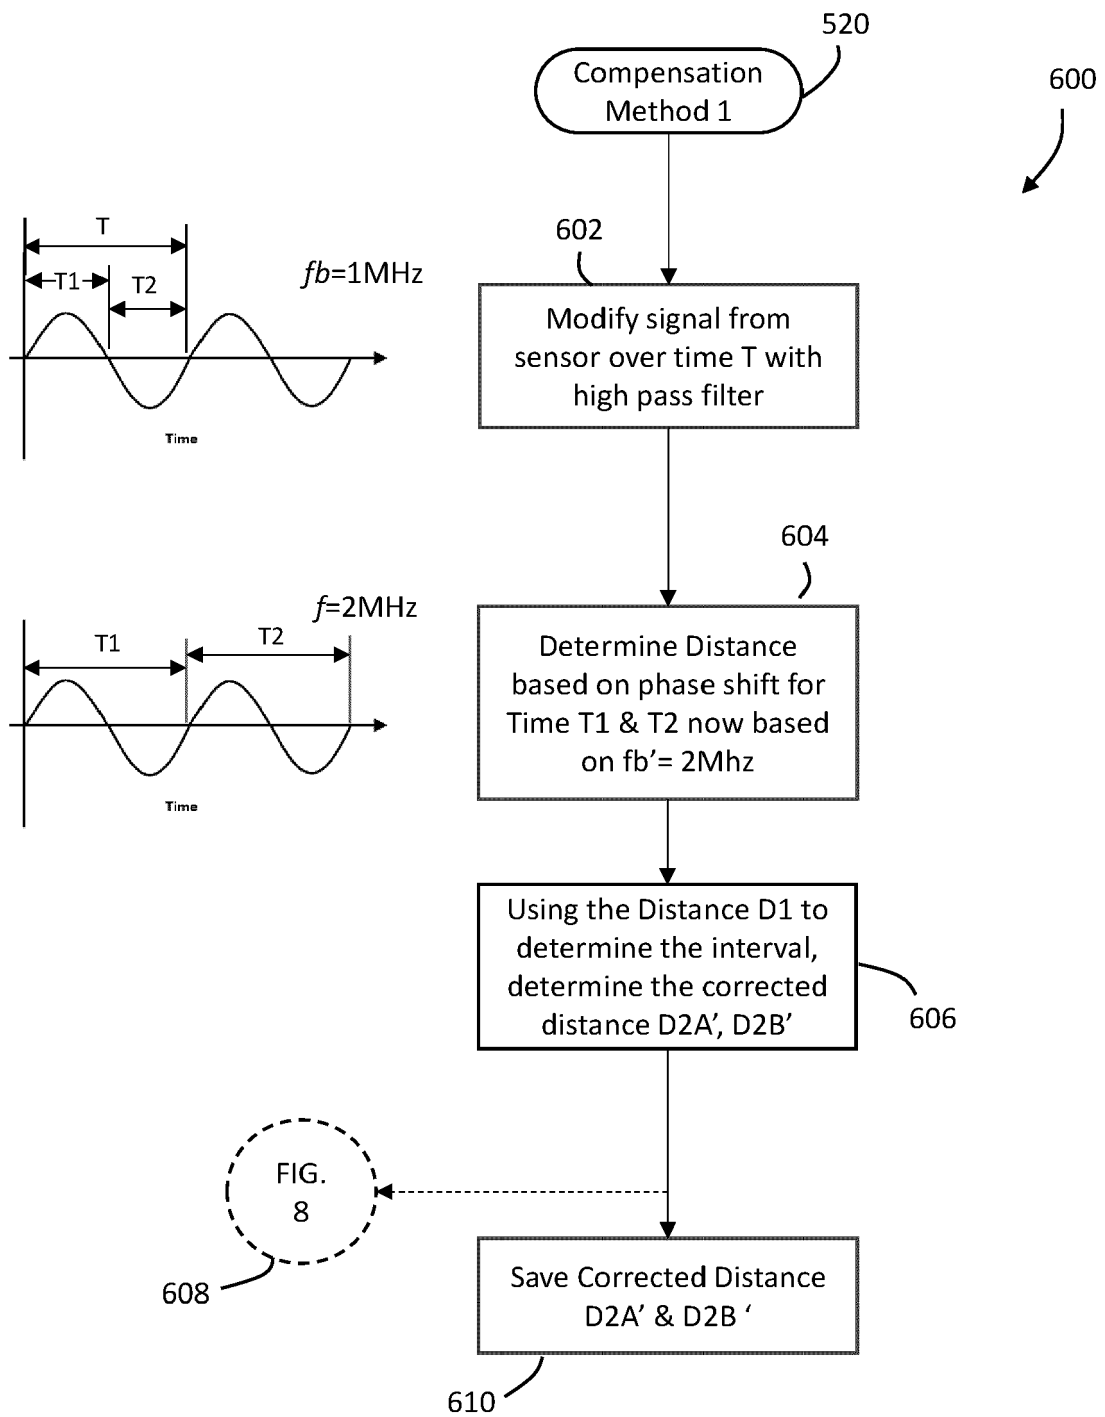 520
Compensation
Method 1
600
602
T
T1
T2
fb=1MHz
Time
Modify signal from
sensor over time T with
high pass filter
604
f=2MHz
T1
T2
Time
Determine Distance
based on phase shift for
Time T1 & T2 now based
on fb’= 2Mhz
Using the Distance D1 to
determine the interval,
determine the corrected
distance D2A’, D2B’
606
FIG.
8
608
Save Corrected Distance
D2A’ & D2B ‘
610